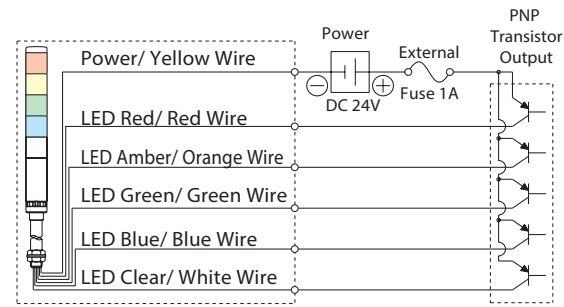 PNP
Transistor
Output
Power
External
Fuse 1A
DC 24V
Power/ Yellow Wire
LED Red/ Red Wire
LED Amber/ Orange Wire
LED Green/ Green Wire
LED Blue/ Blue Wire
LED Clear/ White Wire